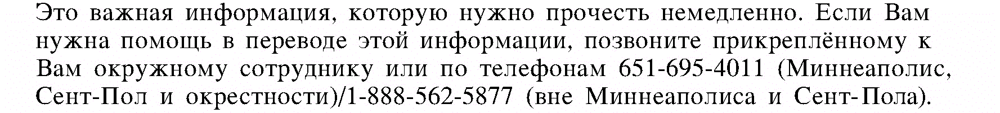 Это важная информация, которую нужно прочесть немедленно. Если Вам
нужна помощь в переводе этой информации, позвоните прикреплённому к
Вам окружному сотруднику или по телефонам 651-695-4011 (Миннеаполис,
Сент-Пол и окрестности)/1-888-562-5877 (вне Миннеаполиса и Сент-Пола).